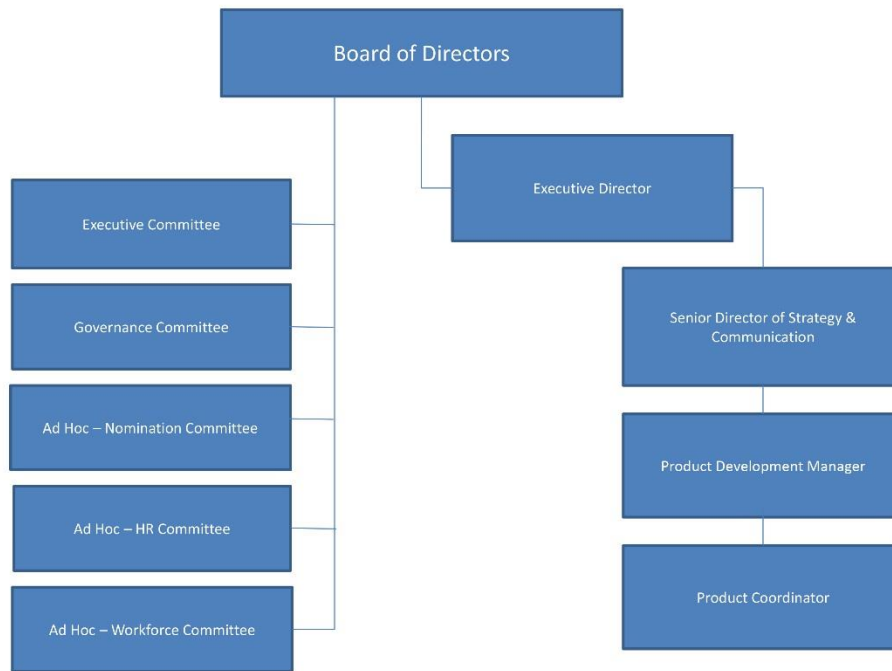 Board of Directors
Executive Director
Executive Committee
Senior Director of Strategy &
Communication
Governance Committee
Ad Hoc – Nomination Committee
Product Development Manager
Ad Hoc – HR Committee
Product Coordinator
Ad Hoc – Workforce Committee